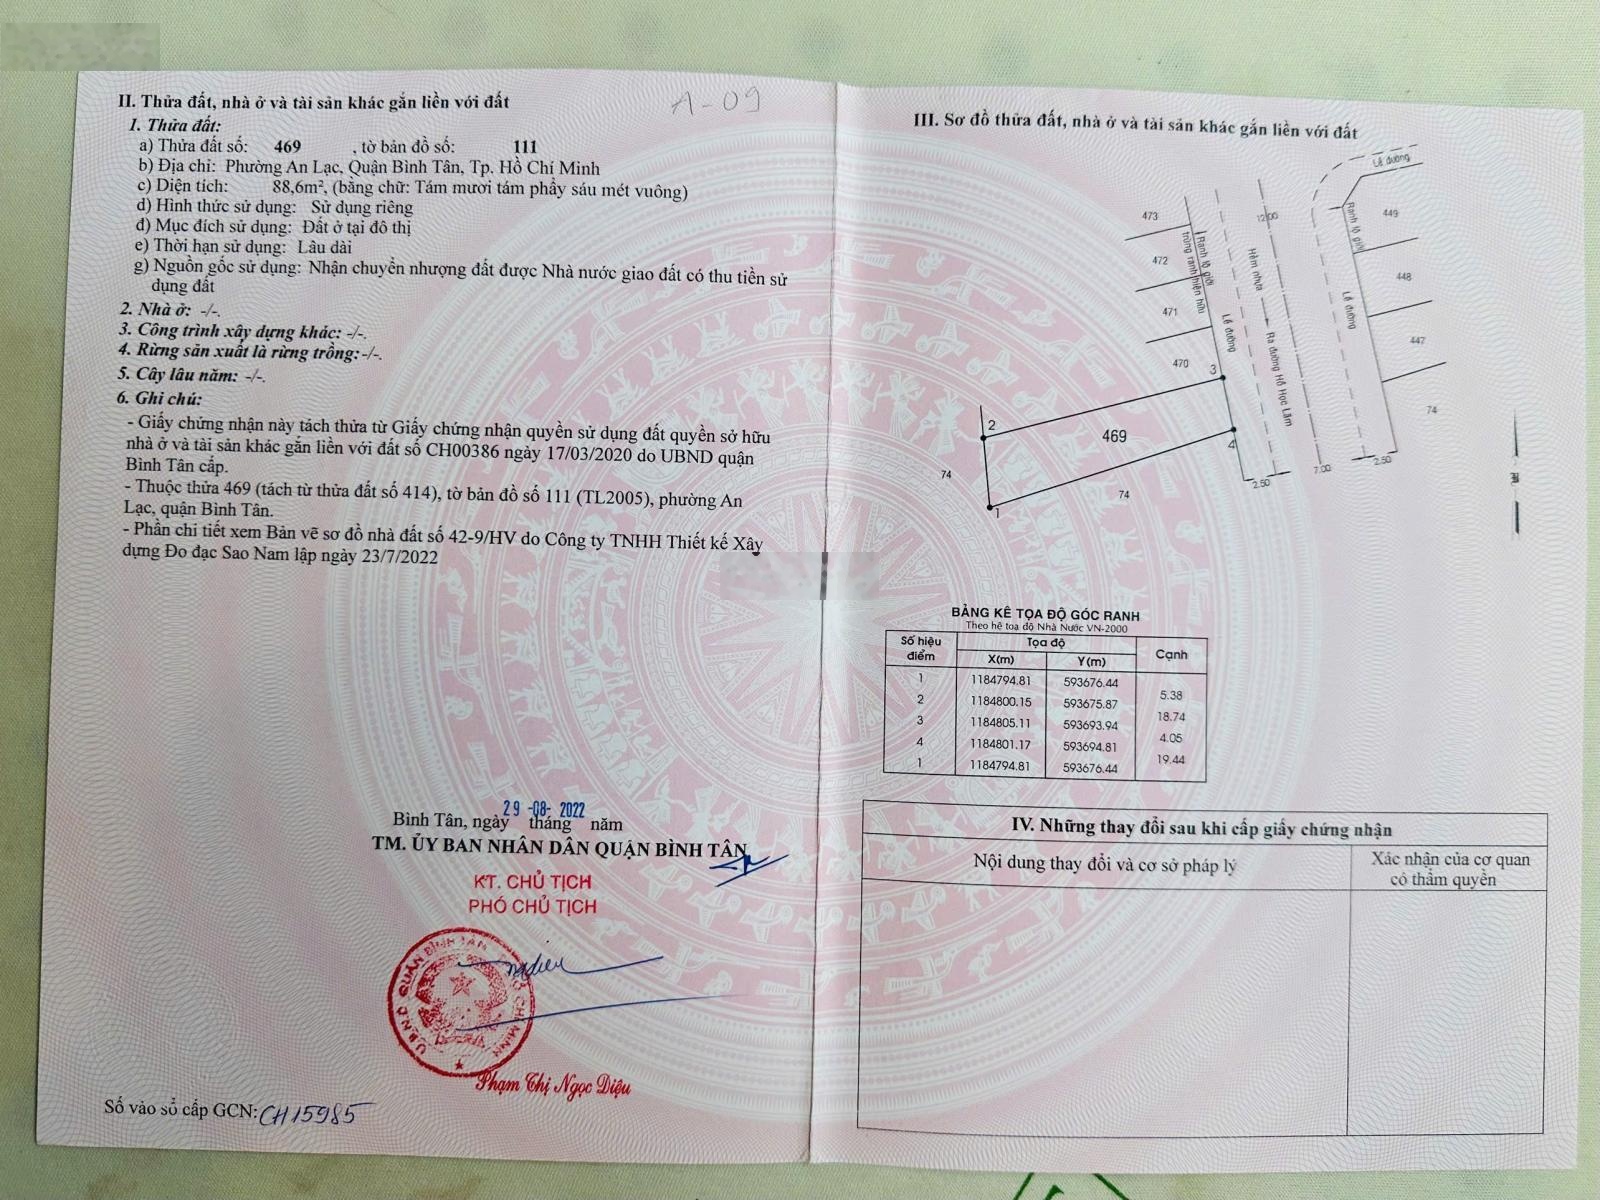 A-09
II. Thửa đất, nhà ở và tài sản khác gắn liền với đất
1. Thửa đất:
a) Thửa đất số: 469 , tờ bản đồ số: 111
b) Địa chỉ: Phường An Lạc, Quận Bình Tân, Tp. Hồ Chí Minh
c) Diện tích: 88,6m², (bằng chữ: Tám mươi tám phẩy sáu mét vuông)
d) Hình thức sử dụng: Sử dụng riêng
đ) Mục đích sử dụng: Đất ở tại đô thị
e) Thời hạn sử dụng: Lâu dài
g) Nguồn gốc sử dụng: Nhận chuyển nhượng đất được Nhà nước giao đất có thu tiền sử
dụng đất
2. Nhà ở: -/-.
3. Công trình xây dựng khác: -/-.
4. Rừng sản xuất là rừng trồng: -/-.
5. Cây lâu năm: -/-.
6. Ghi chú:
- Giấy chứng nhận này tách thửa từ Giấy chứng nhận quyền sử dụng đất quyền sở hữu
nhà ở và tài sản khác gắn liền với đất số CH00386 ngày 17/03/2020 do UBND quận
Bình Tân cấp.
- Thuộc thửa 469 (tách từ thửa đất số 414), tờ bản đồ số 111 (TL2005), phường An
Lạc, quận Bình Tân.
- Phần chi tiết xem Bản vẽ sơ đồ nhà đất số 42-9/HV do Công ty TNHH Thiết kế Xây
dựng Đo đạc Sao Nam lập ngày 23/7/2022
29 -08- 2022
Bình Tân, ngày tháng năm
TM. ỦY BAN NHÂN DÂN QUẬN BÌNH TÂN
KT. CHỦ TỊCH
PHÓ CHỦ TỊCH
U.B.N.D QUẬN BÌNH TÂN
HỒ CHÍ MINH
Phạm Thị Ngọc Diệu
Số vào sổ cấp GCN: CH15985
III. Sơ đồ thửa đất, nhà ở và tài sản khác gắn liền với đất
Lề đường
473
12.00
Ranh lộ giới
449
472
Ranh lộ giới
trùng ranh hiện hữu
Hẻm nhựa
448
471
Lề đường
Lề đường
447
470
3
Ra đường Hồ Học Lãm
74
2
469
4
74
74
2.50
7.00
2.50
1
BẢNG KÊ TỌA ĐỘ GÓC RANH
Theo hệ toạ độ Nhà Nước VN-2000
Số hiệu điểm Tọa độ Cạnh
X(m) Y(m)
1 1184794.81 593676.44
5.38
2 1184800.15 593675.87
18.74
3 1184805.11 593693.94
4.05
4 1184801.17 593694.81
19.44
1 1184794.81 593676.44
IV. Những thay đổi sau khi cấp giấy chứng nhận
Nội dung thay đổi và cơ sở pháp lý
Xác nhận của cơ quan
có thẩm quyền